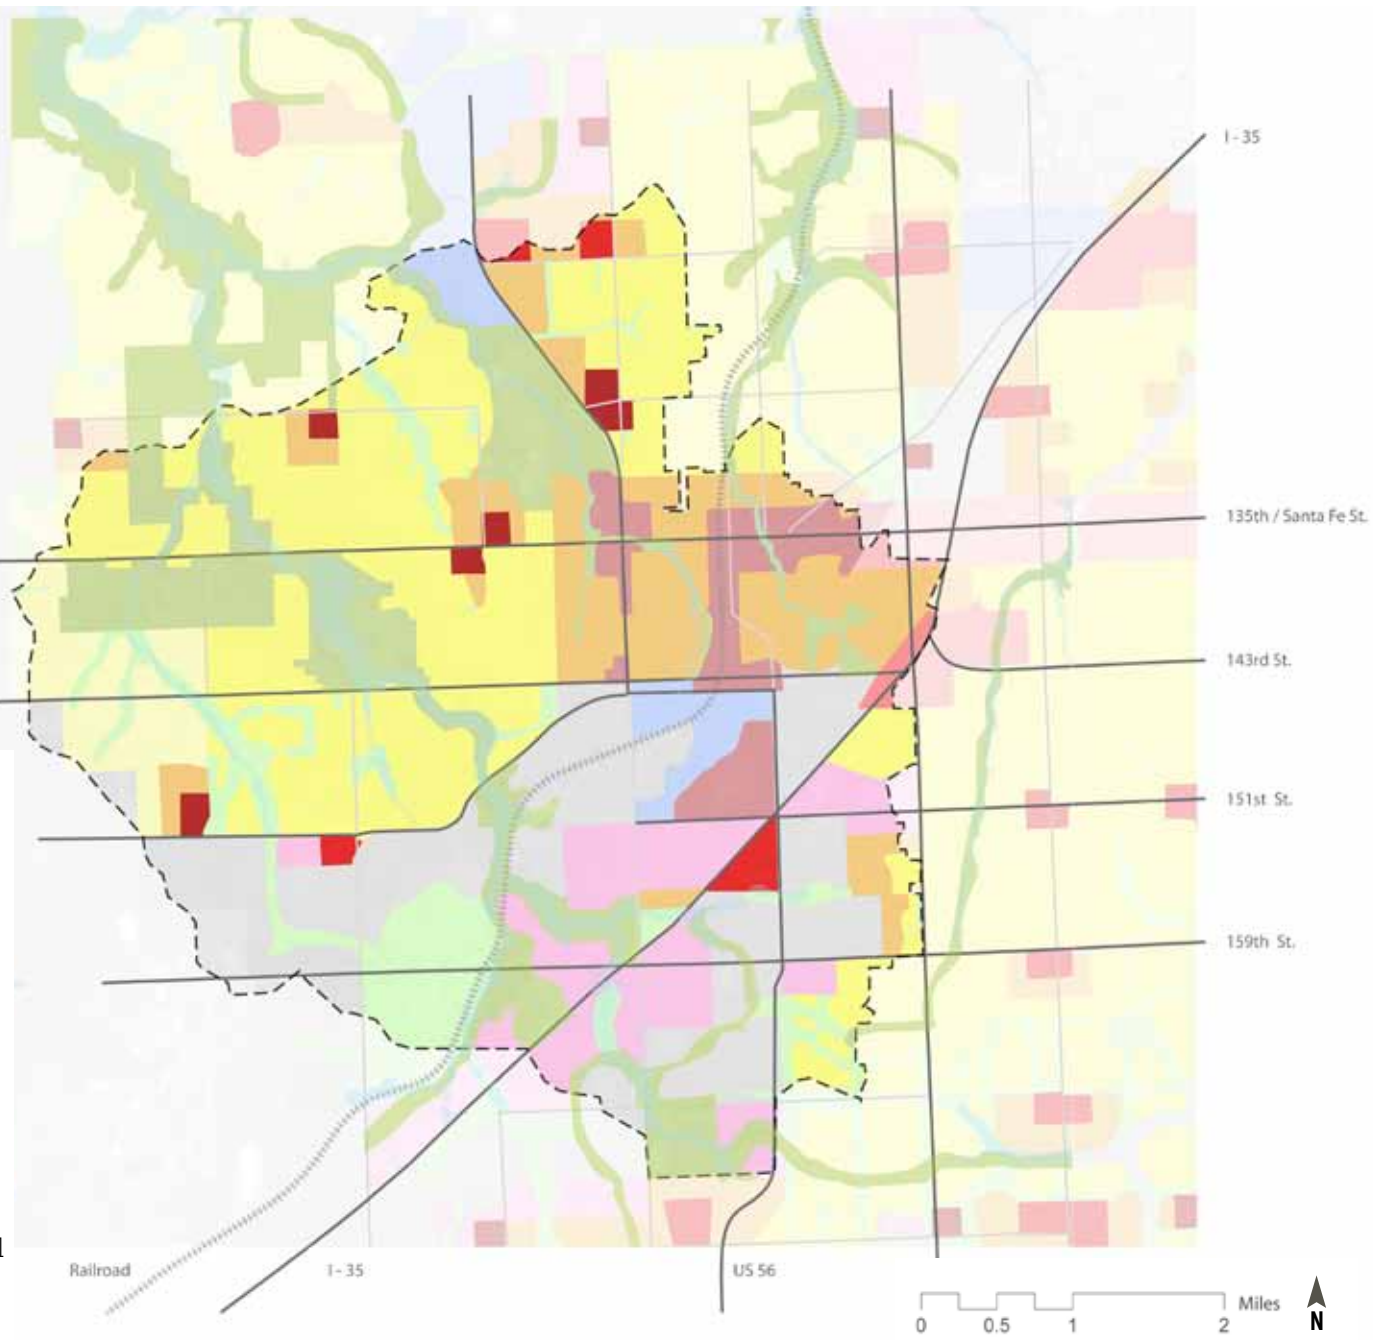 I - 35
135th / Santa Fe St.
143rd St.
151st St.
159th St.
l
Railroad
I - 35
US 56
Miles
0 0.5 1 2
N